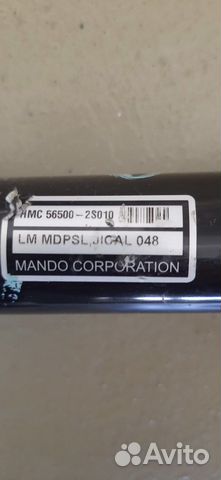 HMC 56500-2S010
LM MDPSL,JICAL 048
MANDO CORPORATION
Avito